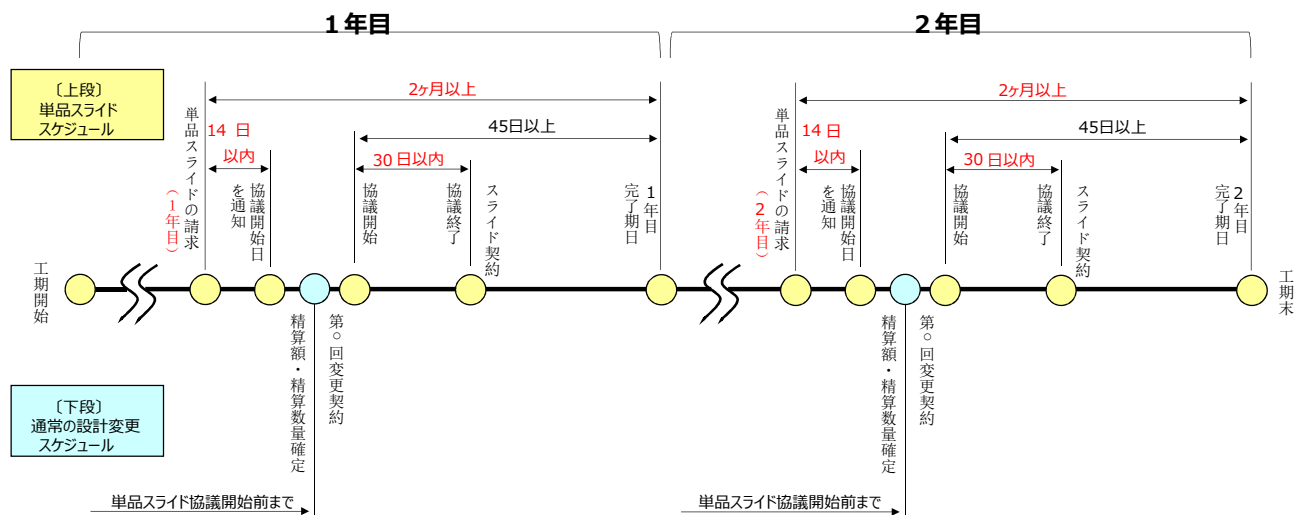 1年目
2年目
〔上段〕
単品スライド
スケジュール
2ヶ月以上
45日以上
14 日
以内
30 日以内
単品スライドの請求
(1年目)
協議開始日
を通知
協議開始
協議終了
スライド契約
1年目
完了期日
2ヶ月以上
45日以上
14 日
以内
30 日以内
単品スライドの請求
(2年目)
協議開始日
を通知
協議開始
協議終了
スライド契約
2年目
完了期日
工期開始
工期末
第○回変更契約
精算額・精算数量確定
第○回変更契約
精算額・精算数量確定
〔下段〕
通常の設計変更
スケジュール
単品スライド協議開始前まで
単品スライド協議開始前まで